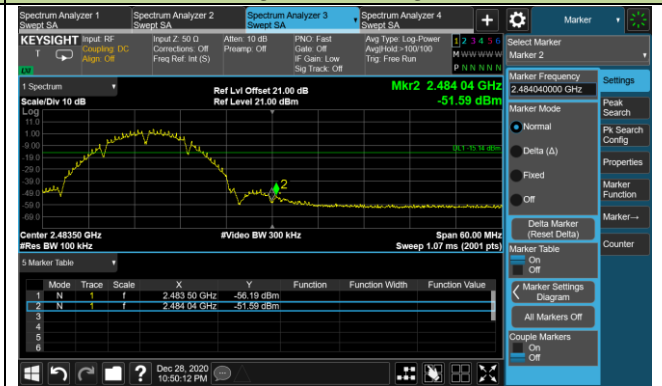 Spectrum Analyzer 1
Swept SA
Spectrum Analyzer 2
Swept SA
Spectrum Analyzer 3
Swept SA
Spectrum Analyzer 4
Swept SA
+
Marker
KEYSIGHT
T
Input: RF
Coupling: DC
Align: Off
Input Z: 50 Ω
Corrections: Off
Freq Ref: Int (S)
Atten: 10 dB
Preamp: Off
PNO: Fast
Gate: Off
IF Gain: Low
Sig Track: Off
Avg Type: Log-Power
Avg|Hold:>100/100
Trig: Free Run
1 2 3 4 5 6
M W W W W W
P N N N N N
Select Marker
Marker 2
1 Spectrum
Scale/Div 10 dB
Log
Ref Lvl Offset 21.00 dB
Ref Level 21.00 dBm
Mkr2 2.484 04 GHz
-51.59 dBm
11.0
1.00
-9.00
-19.0
-29.0
-39.0
-49.0
-59.0
-69.0
DL1 -15.14 dBm
2
Center 2.48350 GHz
#Res BW 100 kHz
#Video BW 300 kHz
Span 60.00 MHz
Sweep 1.07 ms (2001 pts)
5 Marker Table
Mode Trace Scale X Y Function Function Width Function Value
1 N 1 f 2.483 50 GHz -56.19 dBm
2 N 1 f 2.484 04 GHz -51.59 dBm
3
4
5
6
Marker Frequency
2.484040000 GHz
Marker Mode
Normal
Delta (Δ)
Fixed
Off
Delta Marker
(Reset Delta)
Marker Table
On
Off
Marker Settings
Diagram
All Markers Off
Couple Markers
On
Off
Settings
Peak
Search
Pk Search
Config
Properties
Marker
Function
Marker→
Counter
?
Dec 28, 2020
10:50:12 PM